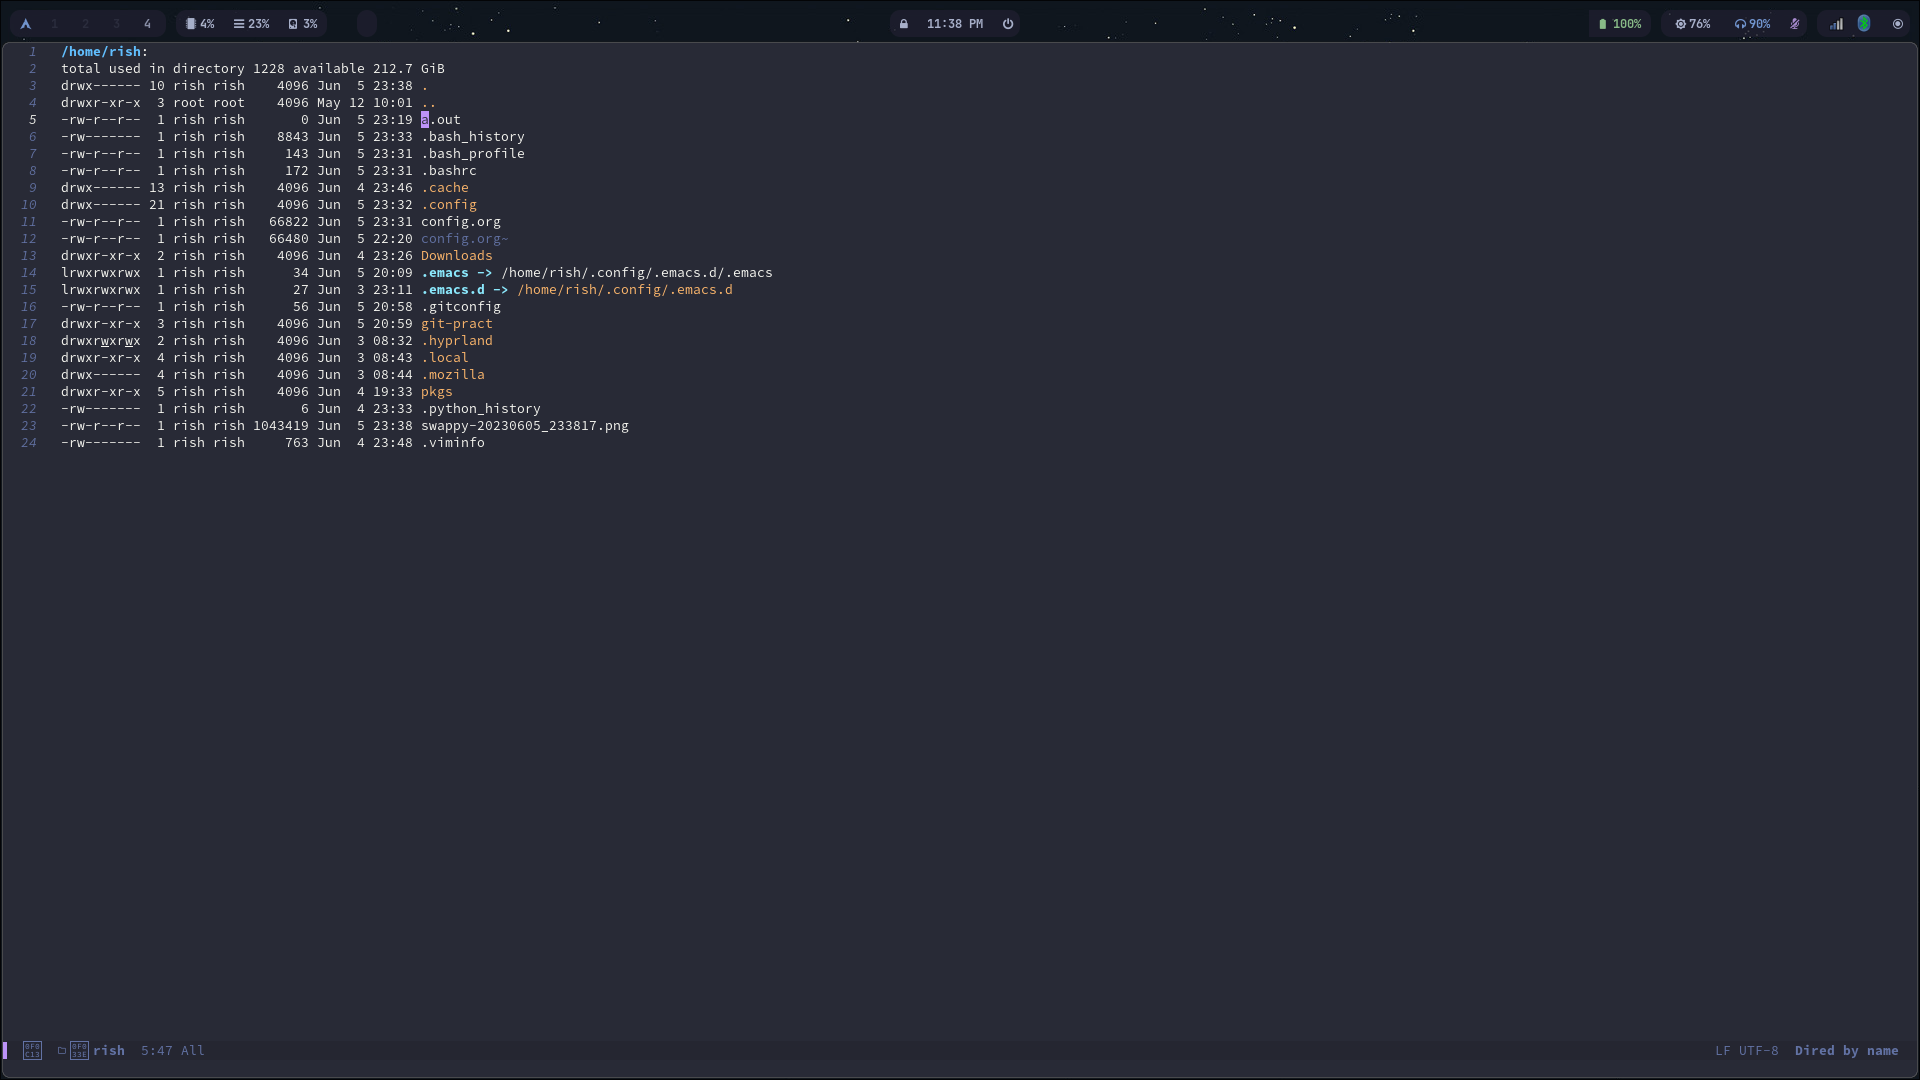 1 2 3 4 4% 23% 3% 11:38 PM 100% 76% 90%
1 /home/rish:
2 total used in directory 1228 available 212.7 GiB
3 drwx------ 10 rish rish 4096 Jun 5 23:38 .
4 drwxr-xr-x 3 root root 4096 May 12 10:01 ..
5 -rw-r--r-- 1 rish rish 0 Jun 5 23:19 a.out
6 -rw------- 1 rish rish 8843 Jun 5 23:33 .bash_history
7 -rw-r--r-- 1 rish rish 143 Jun 5 23:31 .bash_profile
8 -rw-r--r-- 1 rish rish 172 Jun 5 23:31 .bashrc
9 drwx------ 13 rish rish 4096 Jun 4 23:46 .cache
10 drwx------ 21 rish rish 4096 Jun 5 23:32 .config
11 -rw-r--r-- 1 rish rish 66822 Jun 5 23:31 config.org
12 -rw-r--r-- 1 rish rish 66480 Jun 5 22:20 config.org~
13 drwxr-xr-x 2 rish rish 4096 Jun 4 23:26 Downloads
14 lrwxrwxrwx 1 rish rish 34 Jun 5 20:09 .emacs -> /home/rish/.config/.emacs.d/.emacs
15 lrwxrwxrwx 1 rish rish 27 Jun 3 23:11 .emacs.d -> /home/rish/.config/.emacs.d
16 -rw-r--r-- 1 rish rish 56 Jun 5 20:58 .gitconfig
17 drwxr-xr-x 3 rish rish 4096 Jun 5 20:59 git-pract
18 drwxrwxrwx 2 rish rish 4096 Jun 3 08:32 .hyprland
19 drwxr-xr-x 4 rish rish 4096 Jun 3 08:43 .local
20 drwx------ 4 rish rish 4096 Jun 3 08:44 .mozilla
21 drwxr-xr-x 5 rish rish 4096 Jun 4 19:33 pkgs
22 -rw------- 1 rish rish 6 Jun 4 23:33 .python_history
23 -rw-r--r-- 1 rish rish 1043419 Jun 5 23:38 swappy-20230605_233817.png
24 -rw------- 1 rish rish 763 Jun 4 23:48 .viminfo
rish 5:47 All LF UTF-8 Dired by name